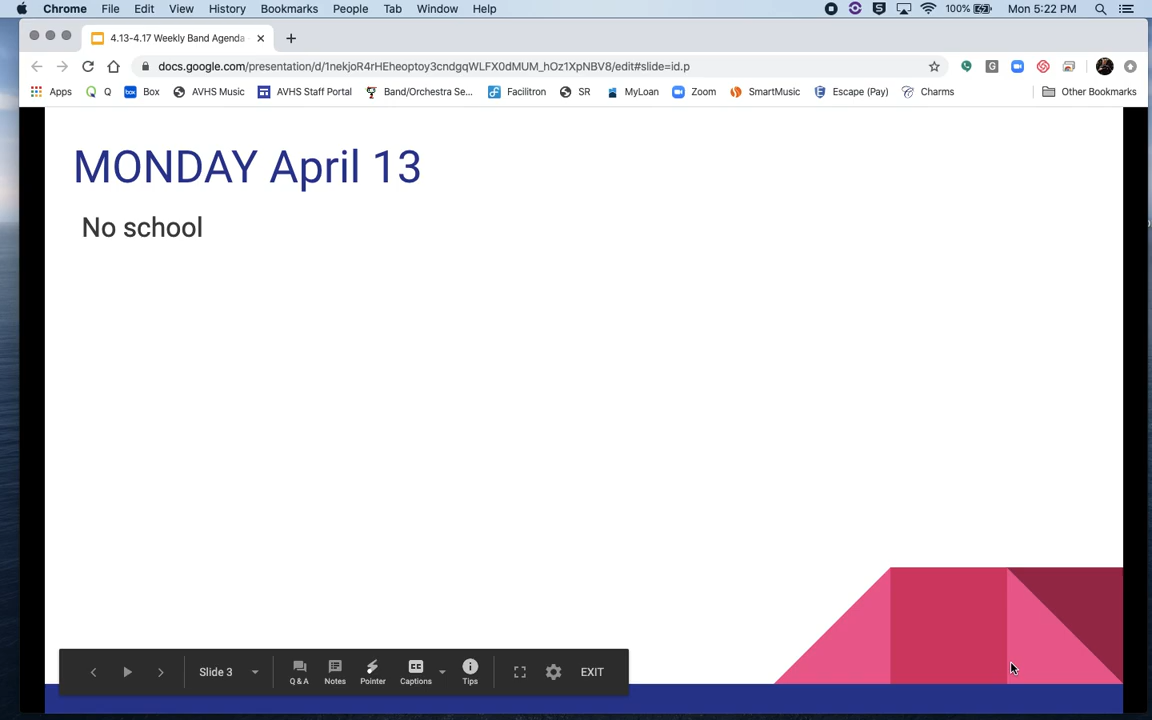 Chrome File Edit View History Bookmarks People Tab Window Help 100% Mon 5:22 PM
4.13-4.17 Weekly Band Agenda
docs.google.com/presentation/d/1nekjoR4rHEheoptoy3cndgqWLFX0dMUM_hOz1XpNBV8/edit#slide=id.p
Apps Q Box AVHS Music AVHS Staff Portal Band/Orchestra Se... Facilitron SR MyLoan Zoom SmartMusic Escape (Pay) Charms Other Bookmarks
MONDAY April 13
No school
Slide 3 Q&A Notes Pointer Captions Tips EXIT